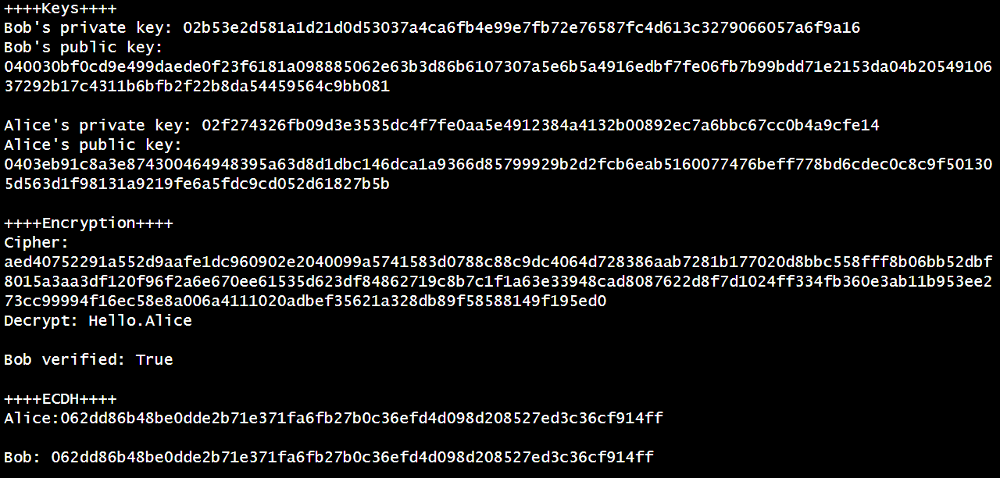 ++++Keys++++
Bob's private key: 02b53e2d581a1d21d0d53037a4ca6fb4e99e7fb72e76587fc4d613c3279066057a6f9a16
Bob's public key:
040030bf0cd9e499daede0f23f6181a098885062e63b3d86b6107307a5e6b5a4916edbf7fe06fb7b99bdd71e2153da04b20549106
37292b17c4311b6bfb2f22b8da54459564c9bb081
Alice's private key: 02f274326fb09d3e3535dc4f7fe0aa5e4912384a4132b00892ec7a6bbc67cc0b4a9cfe14
Alice's public key:
0403eb91c8a3e874300464948395a63d8d1dbc146dca1a9366d85799929b2d2fcb6eab5160077476beff778bd6cdec0c8c9f50130
5d563d1f98131a9219fe6a5fdc9cd052d61827b5b
++++Encryption++++
Cipher:
aed40752291a552d9aafe1dc960902e2040099a5741583d0788c88c9dc4064d728386aab7281b177020d8bbc558fff8b06bb52dbf
8015a3aa3df120f96f2a6e670ee61535d623df84862719c8b7c1f1a63e33948cad8087622d8f7d1024ff334fb360e3ab11b953ee2
73cc99994f16ec58e8a006a4111020adbef35621a328db89f58588149f195ed0
Decrypt: Hello.Alice
Bob verified: True
++++ECDH++++
Alice:062dd86b48be0dde2b71e371fa6fb27b0c36efd4d098d208527ed3c36cf914ff
Bob: 062dd86b48be0dde2b71e371fa6fb27b0c36efd4d098d208527ed3c36cf914ff